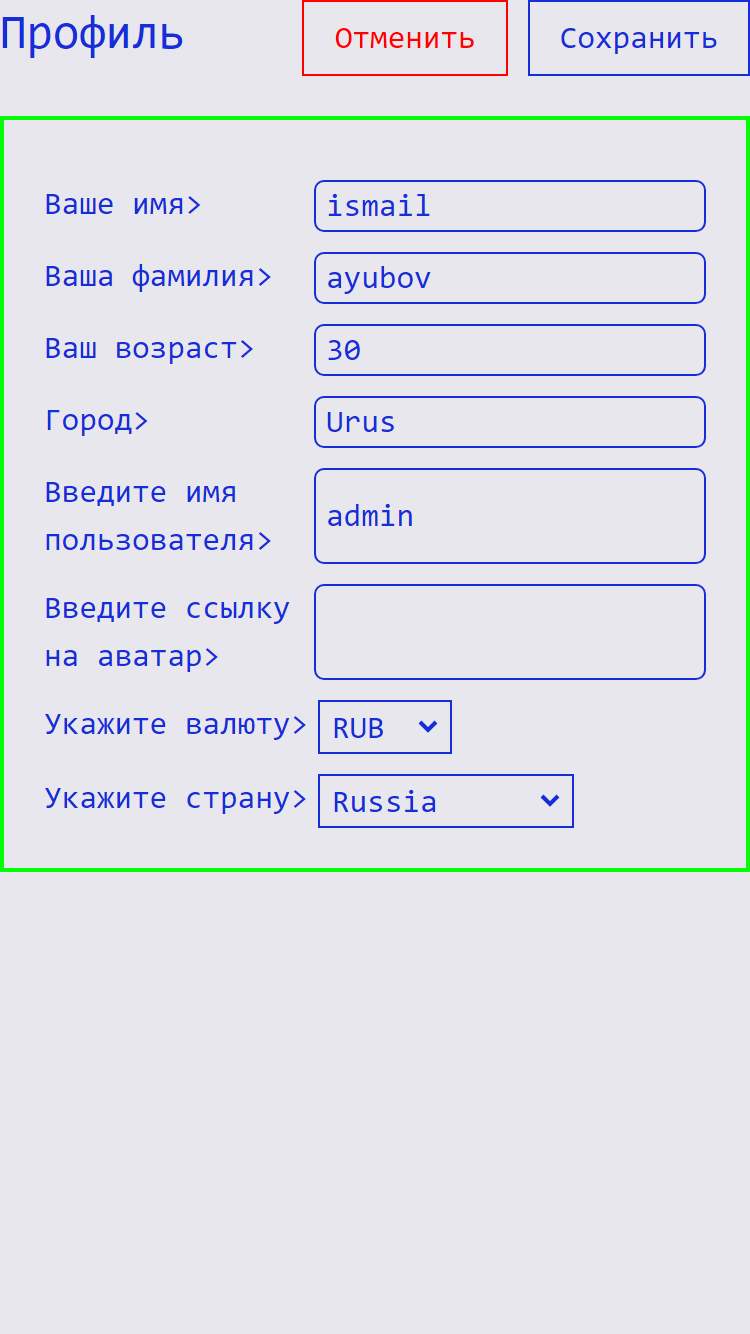 Профиль
Отменить
Сохранить
Ваше имя> ismail
Ваша фамилия> ayubov
Ваш возраст> 30
Город> Urus
Введите имя
пользователя> admin
Введите ссылку
на аватар>
Укажите валюту> RUB
Укажите страну> Russia